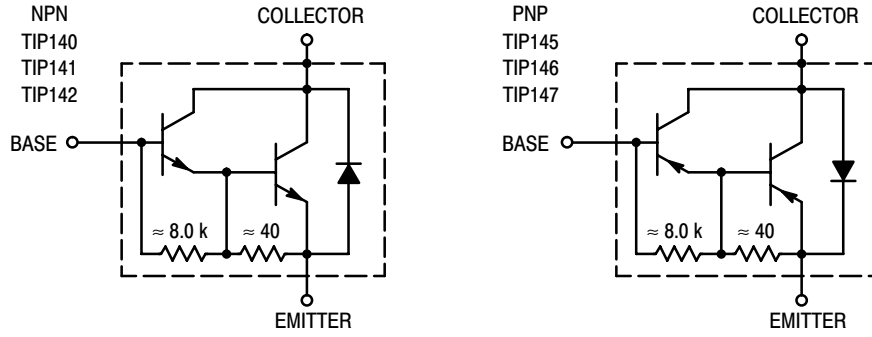 NPN
TIP140
TIP141
TIP142
COLLECTOR
BASE
≈ 8.0 k
≈ 40
EMITTER
PNP
TIP145
TIP146
TIP147
COLLECTOR
BASE
≈ 8.0 k
≈ 40
EMITTER